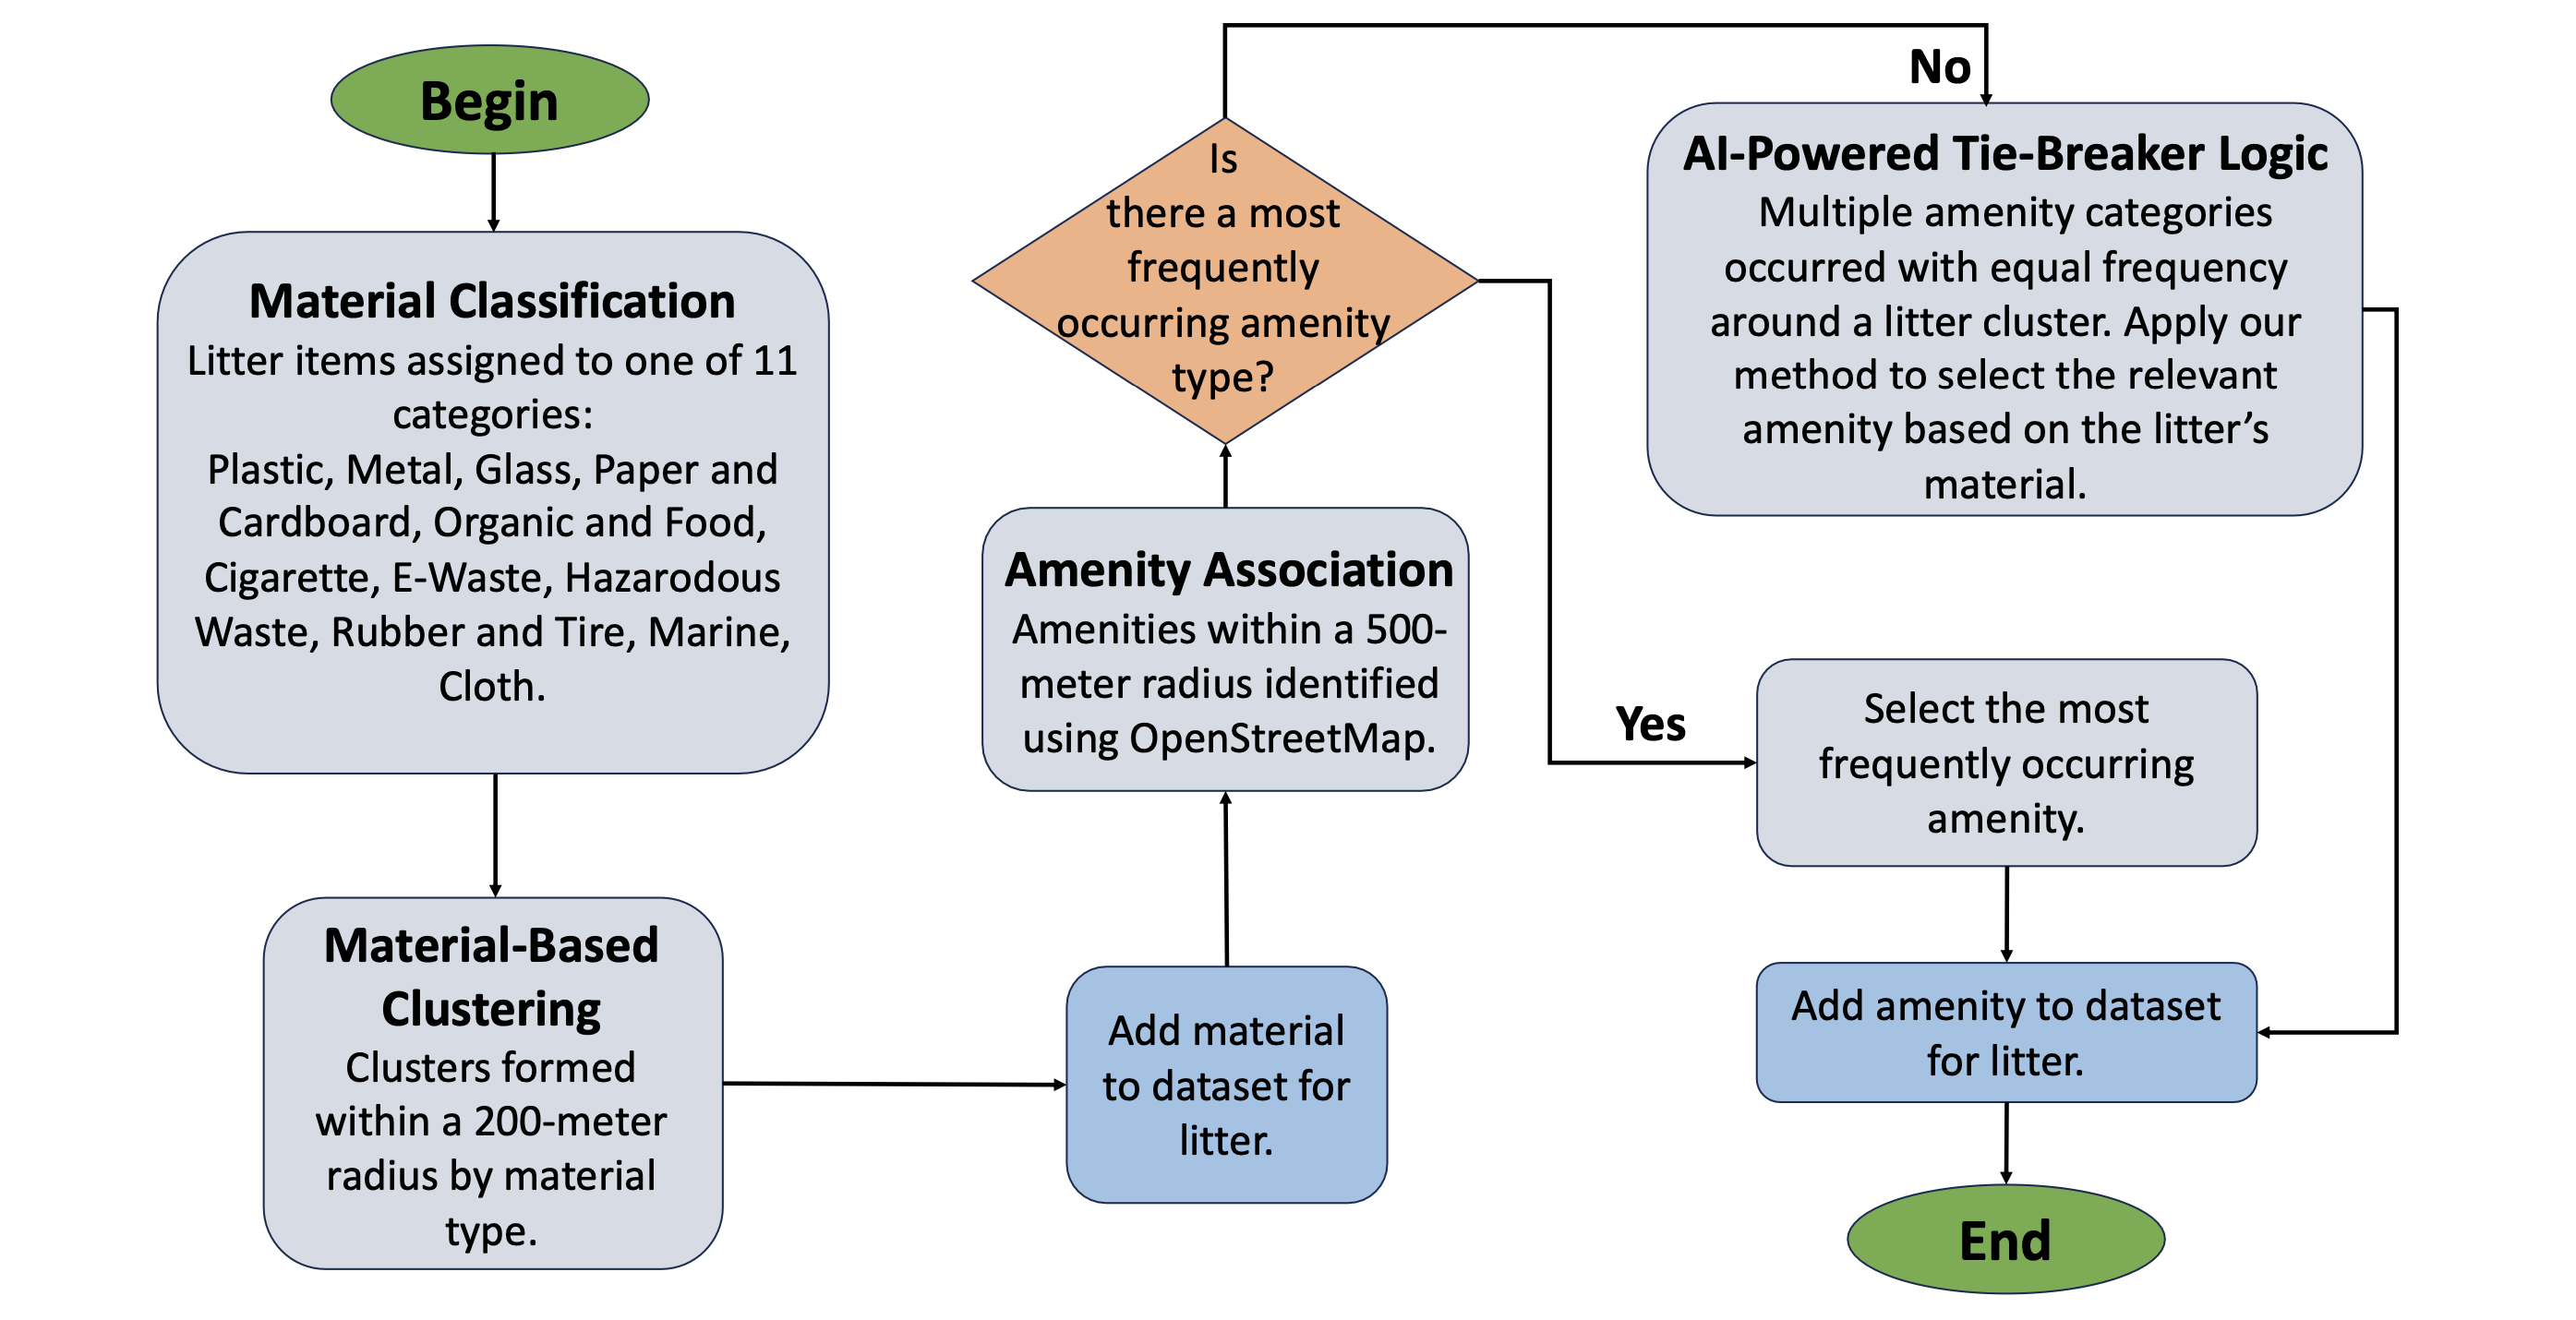 Begin
Material Classification
Litter items assigned to one of 11
categories:
Plastic, Metal, Glass, Paper and
Cardboard, Organic and Food,
Cigarette, E-Waste, Hazarodous
Waste, Rubber and Tire, Marine,
Cloth.
Material-Based
Clustering
Clusters formed
within a 200-meter
radius by material
type.
Add material
to dataset for
litter.
Amenity Association
Amenities within a 500-
meter radius identified
using OpenStreetMap.
Is
there a most
frequently
occurring amenity
type?
No
AI-Powered Tie-Breaker Logic
Multiple amenity categories
occurred with equal frequency
around a litter cluster. Apply our
method to select the relevant
amenity based on the litter’s
material.
Yes
Select the most
frequently occurring
amenity.
Add amenity to dataset
for litter.
End